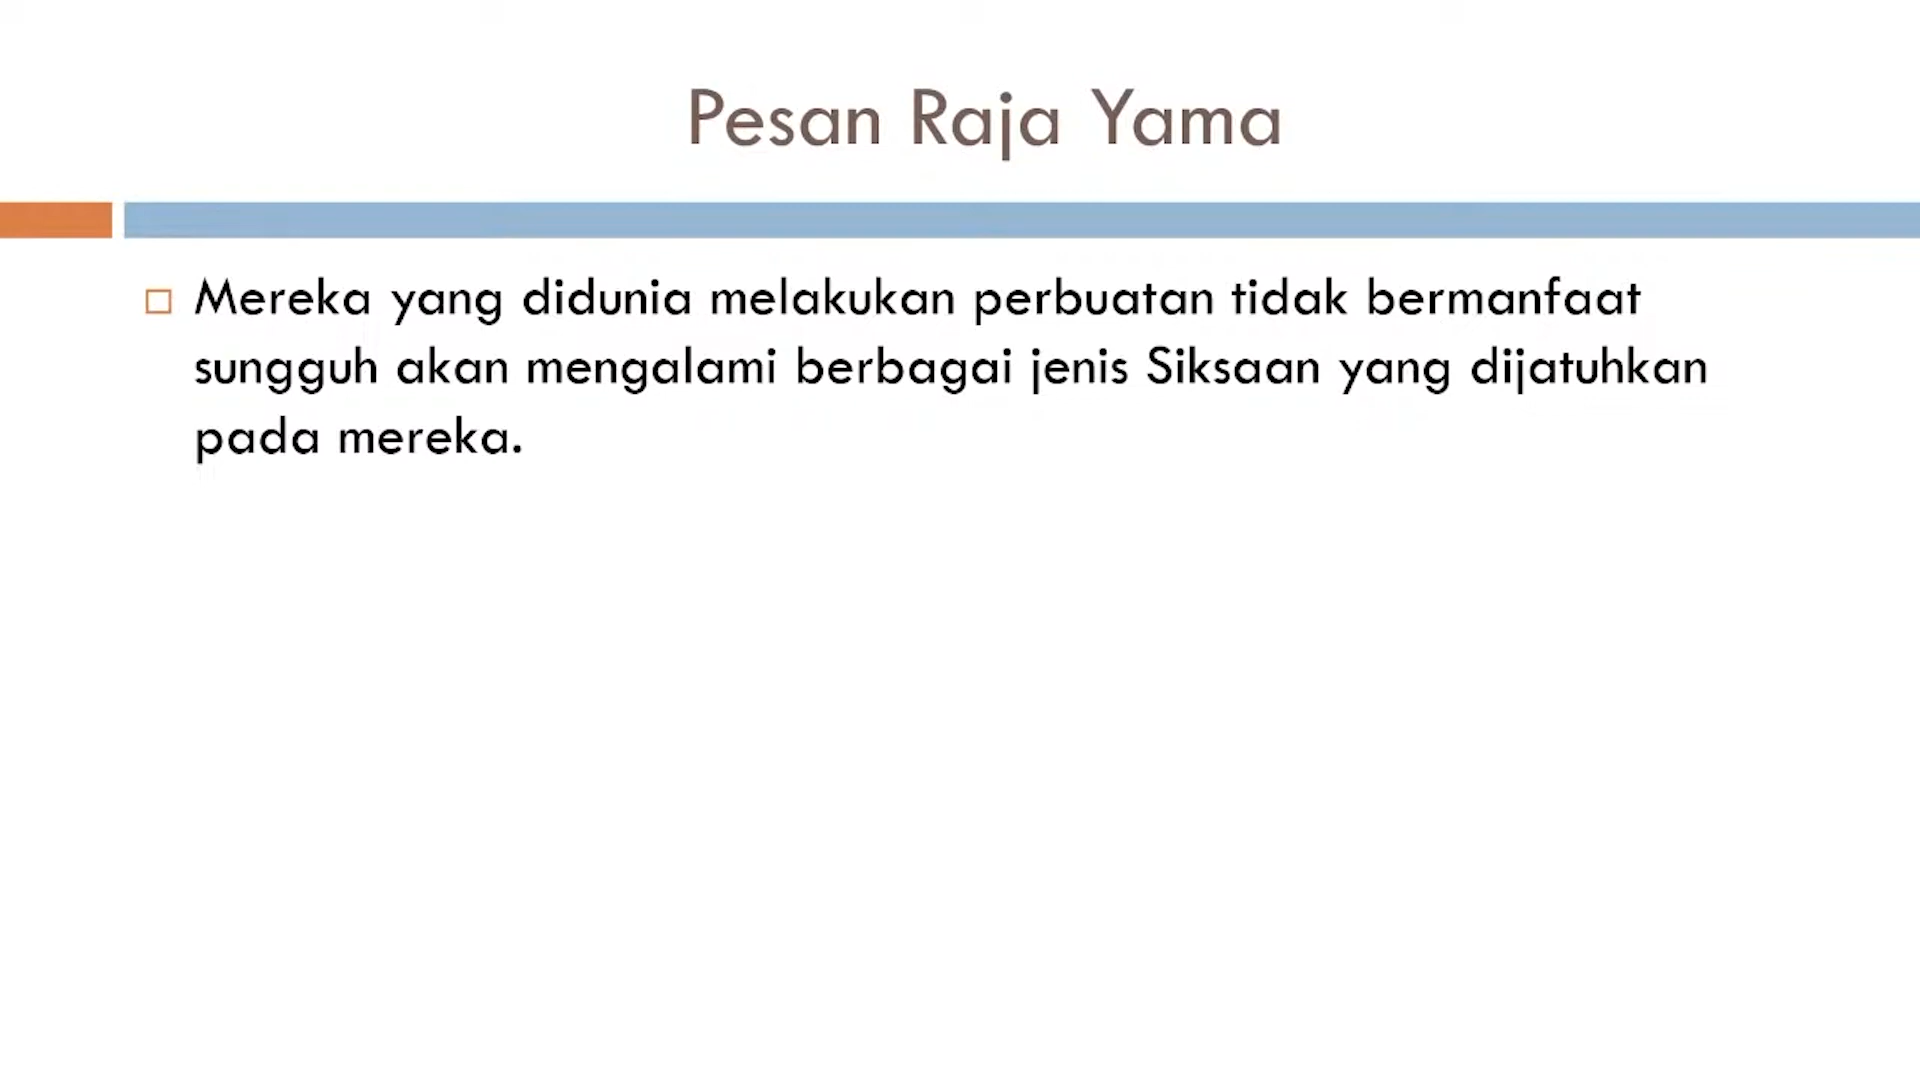 Pesan Raja Yama
Mereka yang didunia melakukan perbuatan tidak bermanfaat
sungguh akan mengalami berbagai jenis Siksaan yang dijatuhkan
pada mereka.